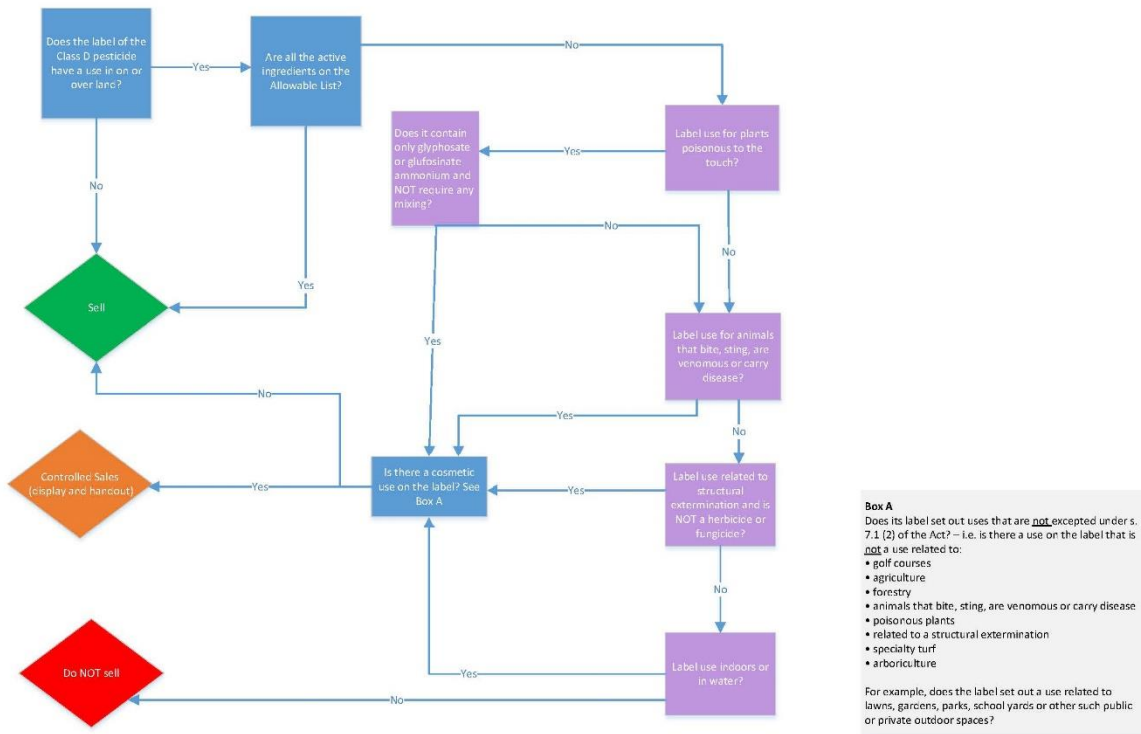 Does the label of the
Class D pesticide
have a use in on or
over land?
Yes
Are all the active
ingredients on the
Allowable List?
No
Does it contain
only glyphosate
or glufosinate
ammonium and
NOT require any
mixing?
Yes
Label use for plants
poisonous to the
touch?
No
No
No
Sell
Yes
Yes
Label use for animals
that bite, sting, are
venomous or carry
disease?
No
Yes
No
Controlled Sales
(display and handout)
Yes
Is there a cosmetic
use on the label? See
Box A
Yes
Label use related to
structural
extermination and is
NOT a herbicide or
fungicide?
No
Do NOT sell
Yes
No
Label use indoors or
in water?
Box A
Does its label set out uses that are not excepted under s.
7.1 (2) of the Act? – i.e. is there a use on the label that is
not a use related to:
• golf courses
• agriculture
• forestry
• animals that bite, sting, are venomous or carry disease
• poisonous plants
• related to a structural extermination
• specialty turf
• arboriculture
For example, does the label set out a use related to
lawns, gardens, parks, school yards or other such public
or private outdoor spaces?